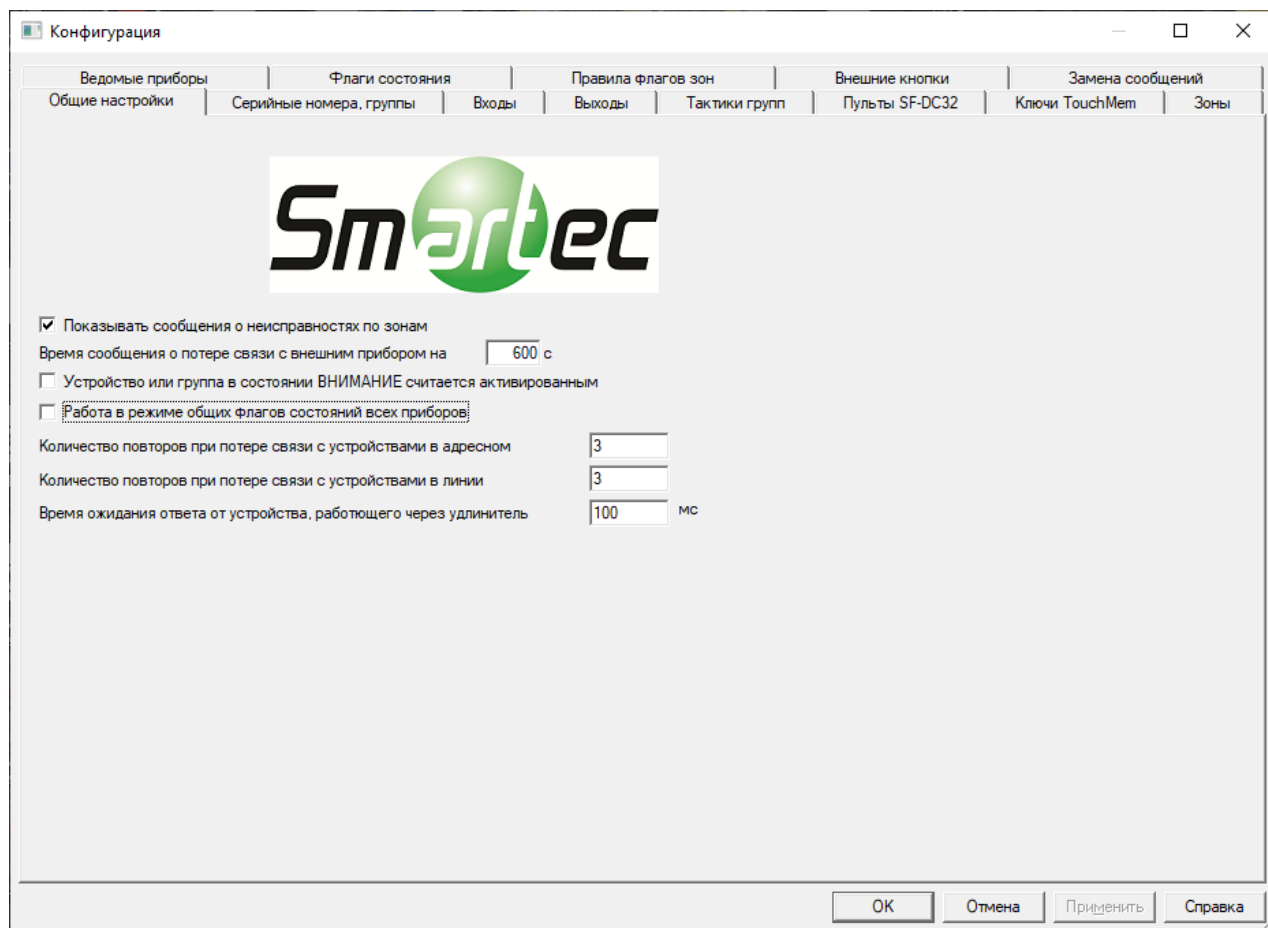 Конфигурация
Ведомые приборы Флаги состояния Правила флагов зон Внешние кнопки Замена сообщений
Общие настройки Серийные номера, группы Входы Выходы Тактики групп Пульты SF-DC32 Ключи TouchMem Зоны
Smartec
Показывать сообщения о неисправностях по зонам
Время сообщения о потере связи с внешним прибором на 600 с
Устройство или группа в состоянии ВНИМАНИЕ считается активированным
Работа в режиме общих флагов состояний всех приборов
Количество повторов при потере связи с устройствами в адресном 3
Количество повторов при потере связи с устройствами в линии 3
Время ожидания ответа от устройства, работющего через удлинитель 100 мс
OK Отмена Применить Справка